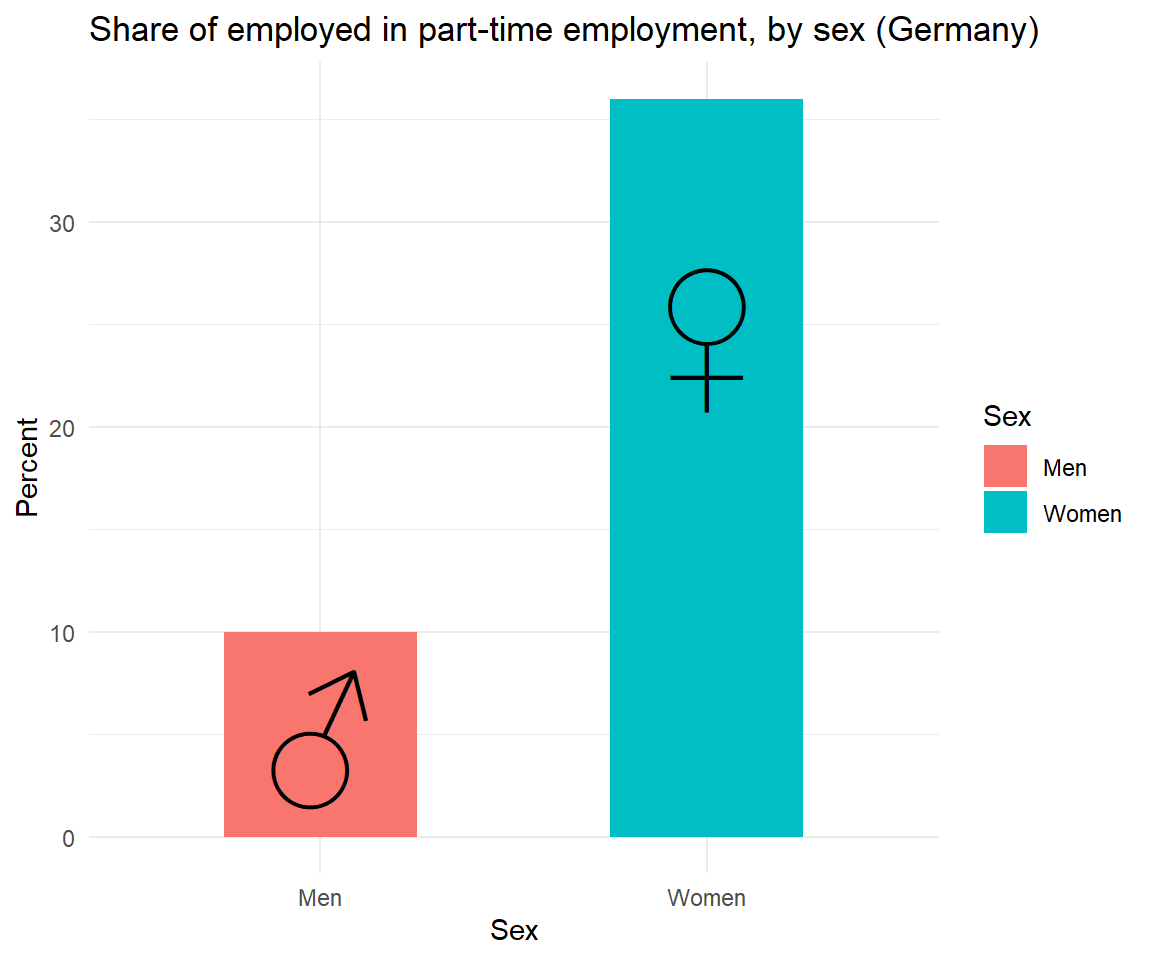 Share of employed in part-time employment, by sex (Germany)
Percent
30
20
10
0
Men
Women
Sex
Sex
Men
Women